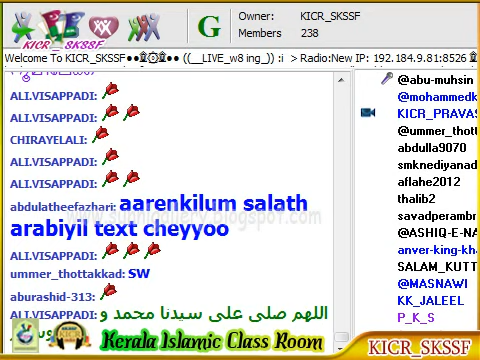 KICR_SKSSF
G
Owner: KICR_SKSSF
Members 238
Welcome To KICR_SKSSF ((__LIVE_w8 ing_)) :i > Radio:New IP: 192.184.9.81:8526
ALI.VISAPPADI:
ALI.VISAPPADI:
CHIRAYELALI:
ALI.VISAPPADI:
ALI.VISAPPADI:
abdulatheefazhari: aarenkilum salath
arabiyil text cheyyoo
ALI.VISAPPADI:
ummer_thottakkad: SW
aburashid-313:
ALI.VISAPPADI: اللهم صلى على سيدنا محمد و
@abu-muhsin
@mohammedk
KICR_PRAVAS
@ummer_thott
abdulla9070
smknediyanad
aflahe2012
thalib2
savadperambr
@ASHIQ-E-NA
anver-king-kha
SALAM_KUTT
@MASNAWI
KK_JALEEL
P_K_S
Kerala Islamic Class Room
KICR_SKSSF